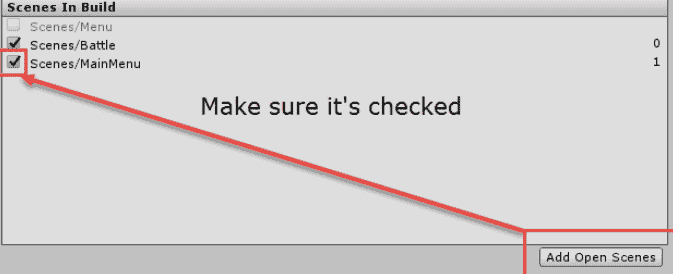 Scenes In Build
Scenes/Menu
Scenes/Battle 0
Scenes/MainMenu 1
Make sure it's checked
Add Open Scenes